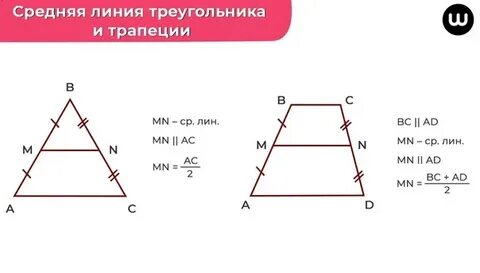 Средняя линия треугольника
и трапеции
w
B
M
N
A
C
MN – ср. лин.
MN || AC
MN = AC/2
B
C
M
N
A
D
BC || AD
MN – ср. лин.
MN || AD
MN = BC + AD/2